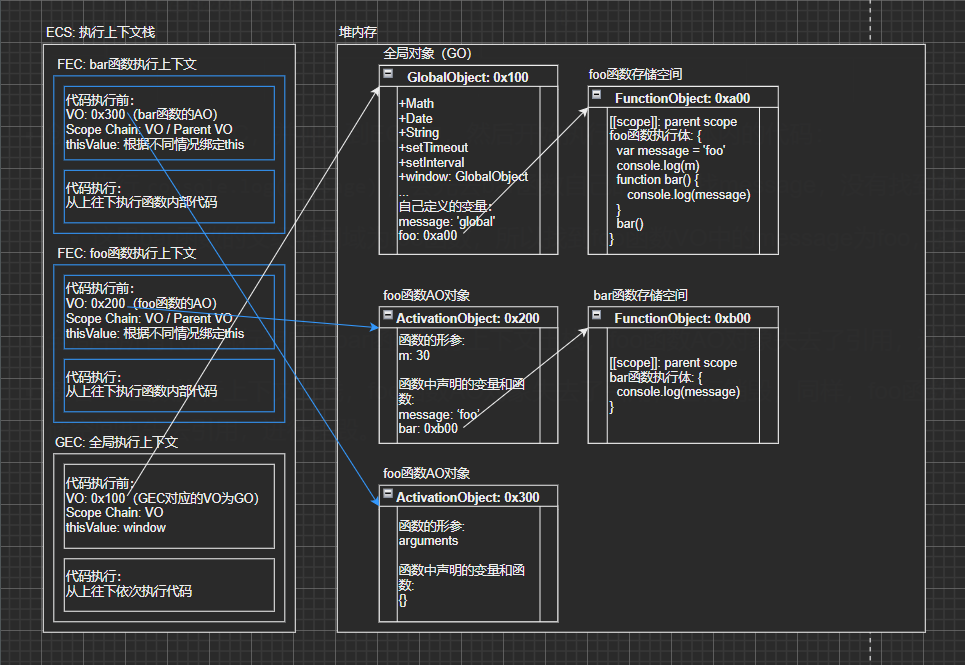 ECS: 执行上下文栈
FEC: bar函数执行上下文
代码执行前:
VO: 0x300（bar函数的AO）
Scope Chain: VO / Parent VO
thisValue: 根据不同情况绑定this
代码执行:
从上往下执行函数内部代码
FEC: foo函数执行上下文
代码执行前:
VO: 0x200（foo函数的AO）
Scope Chain: VO / Parent VO
thisValue: 根据不同情况绑定this
代码执行:
从上往下执行函数内部代码
GEC: 全局执行上下文
代码执行前:
VO: 0x100（GEC对应的VO为GO）
Scope Chain: VO
thisValue: window
代码执行:
从上往下依次执行代码
堆内存
全局对象（GO）
GlobalObject: 0x100
+Math
+Date
+String
+setTimeout
+setInterval
+window: GlobalObject
...
自己定义的变量:
message: 'global'
foo: 0xa00
foo函数存储空间
FunctionObject: 0xa00
[[scope]]: parent scope
foo函数执行体: {
var message = 'foo'
console.log(m)
function bar() {
console.log(message)
}
bar()
}
foo函数AO对象
ActivationObject: 0x200
函数的形参:
m: 30
函数中声明的变量和函
数:
message: ‘foo’
bar: 0xb00
bar函数存储空间
FunctionObject: 0xb00
[[scope]]: parent scope
bar函数执行体: {
console.log(message)
}
foo函数AO对象
ActivationObject: 0x300
函数的形参:
arguments
函数中声明的变量和函
数:
{}